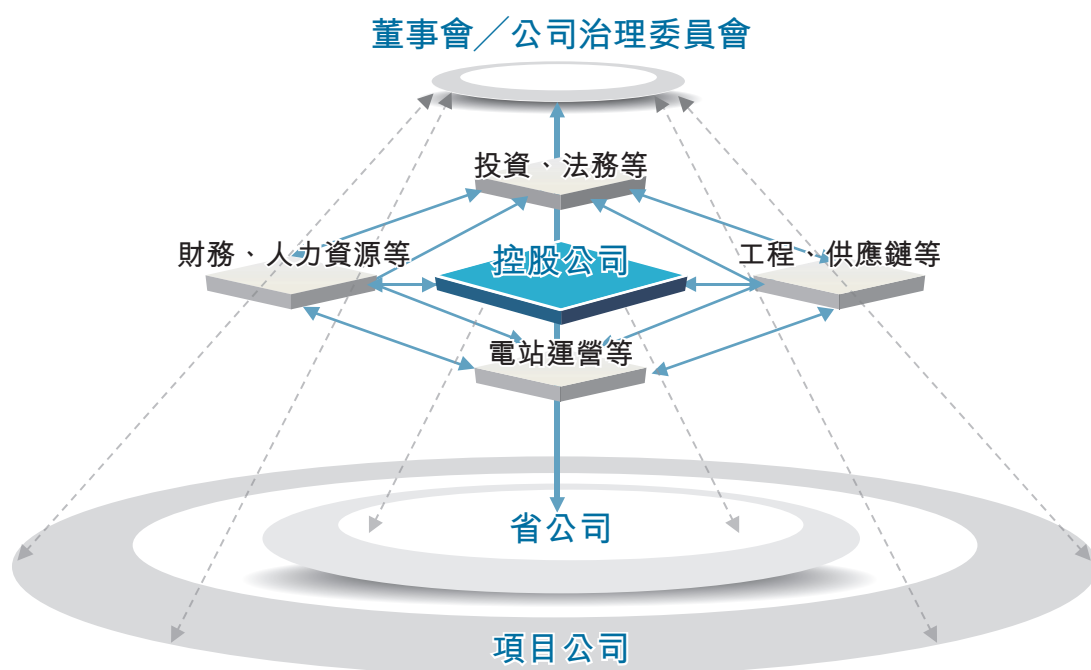 董事會／公司治理委員會
投資、法務等
財務、人力資源等
控股公司
工程、供應鏈等
電站運營等
省公司
項目公司